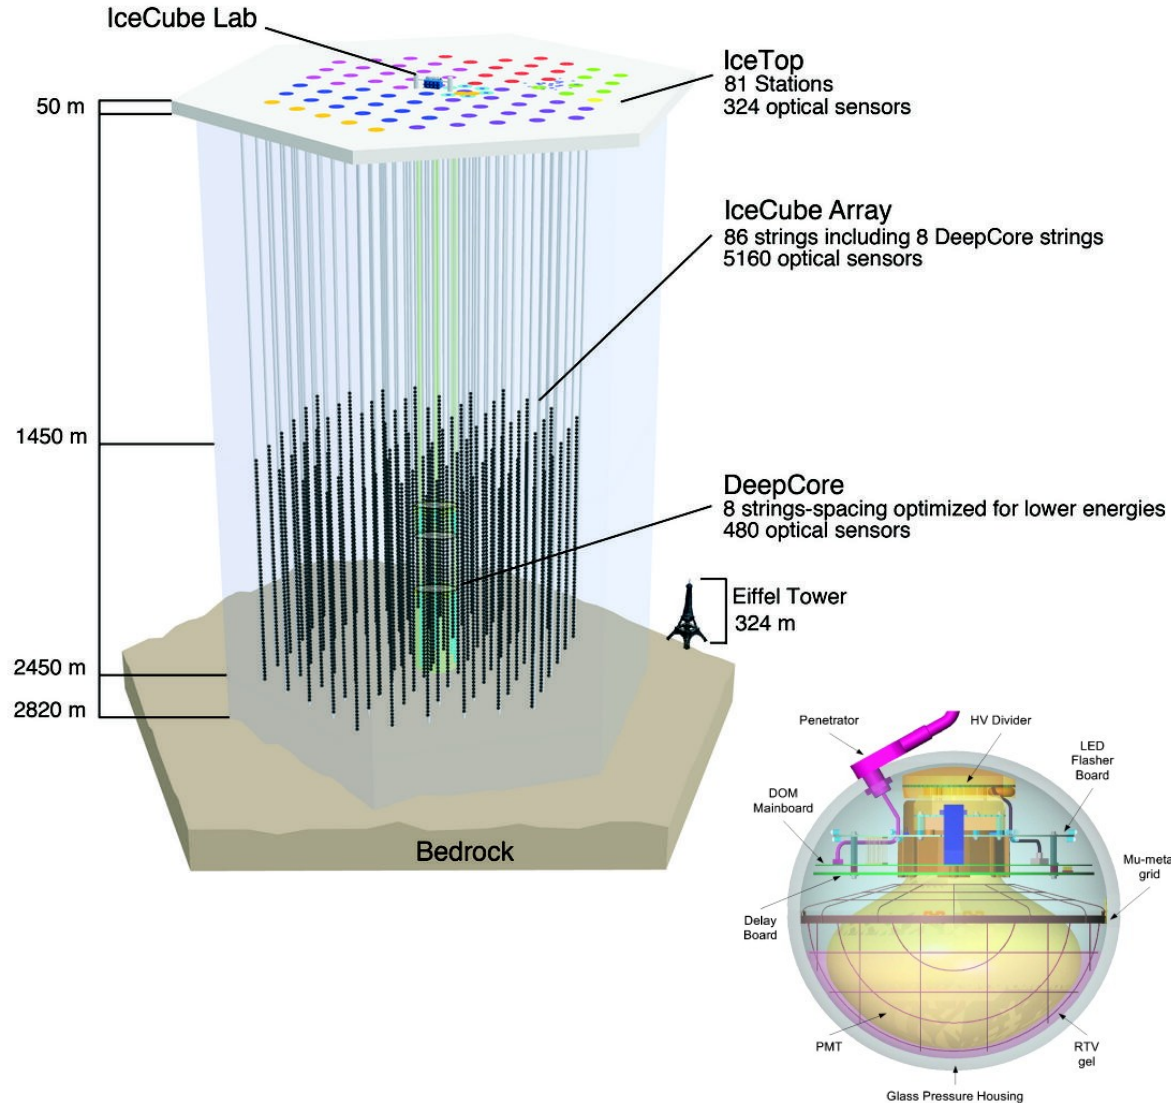 IceCube Lab
IceTop
81 Stations
324 optical sensors
50 m
IceCube Array
86 strings including 8 DeepCore strings
5160 optical sensors
1450 m
DeepCore
8 strings-spacing optimized for lower energies
480 optical sensors
Eiffel Tower
324 m
2450 m
2820 m
Bedrock
Penetrator
HV Divider
LED
Flasher
Board
DOM
Mainboard
Mu-meta
grid
Delay
Board
PMT
RTV
gel
Glass Pressure Housing